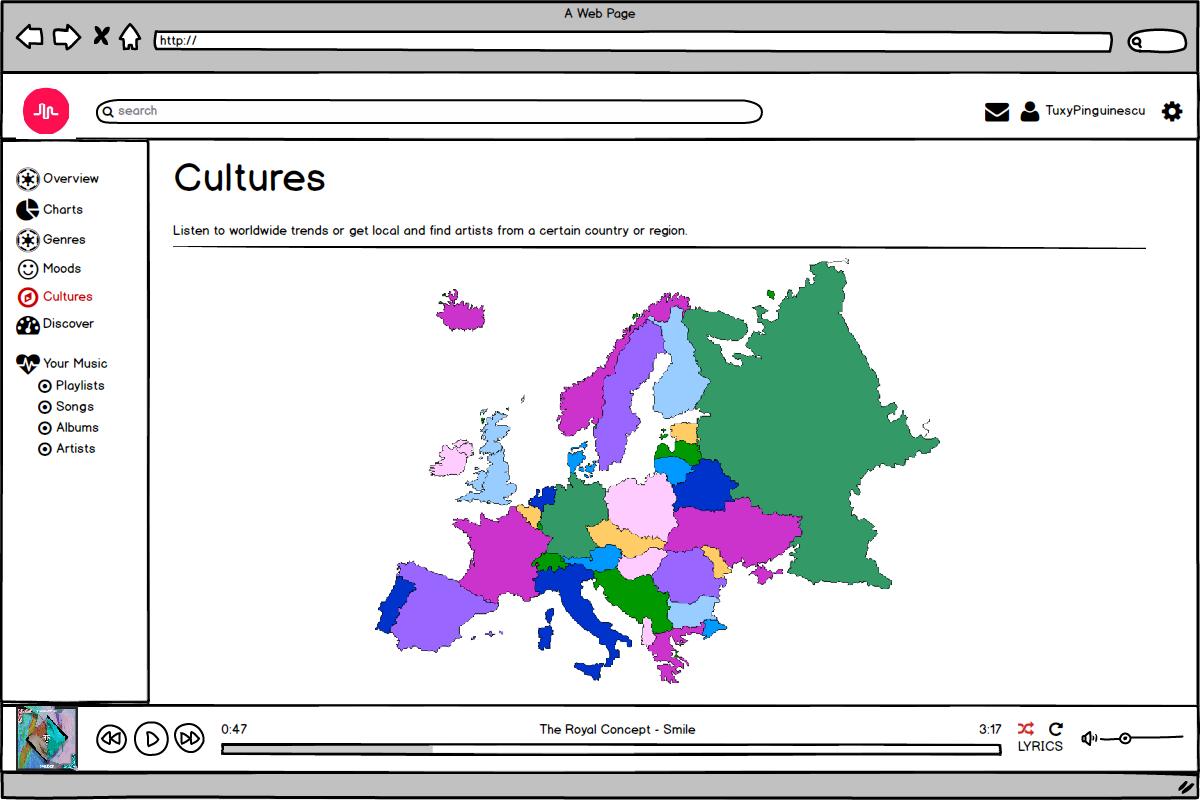 A Web Page
http://
search
TuxyPinguinescu
Overview
Charts
Genres
Moods
Cultures
Discover
Your Music
Playlists
Songs
Albums
Artists
Cultures
Listen to worldwide trends or get local and find artists from a certain country or region.
0:47
The Royal Concept - Smile
3:17
LYRICS